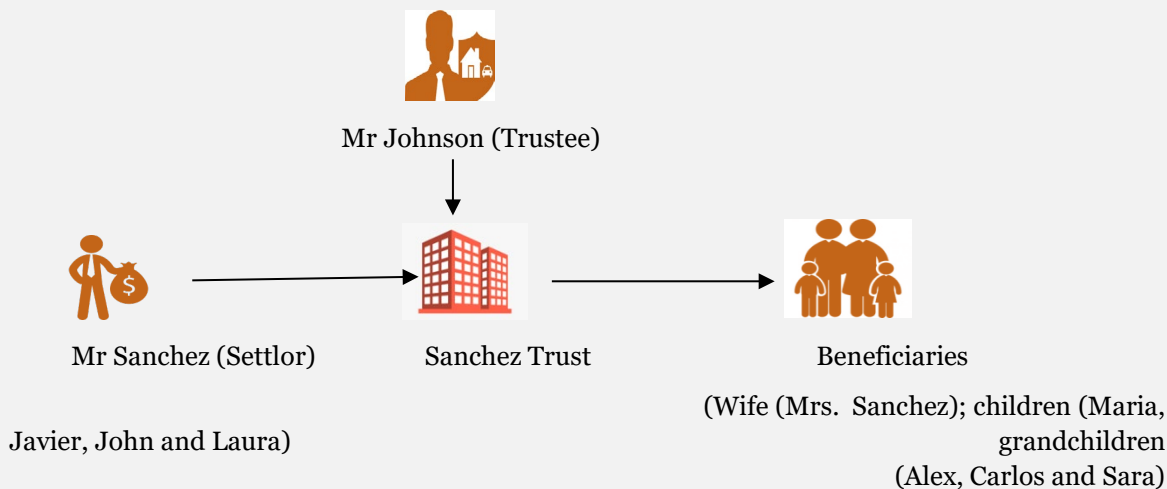 Mr Johnson (Trustee)
$
Mr Sanchez (Settlor)
Sanchez Trust
Beneficiaries
(Wife (Mrs. Sanchez); children (Maria,
Javier, John and Laura)
grandchildren
(Alex, Carlos and Sara)